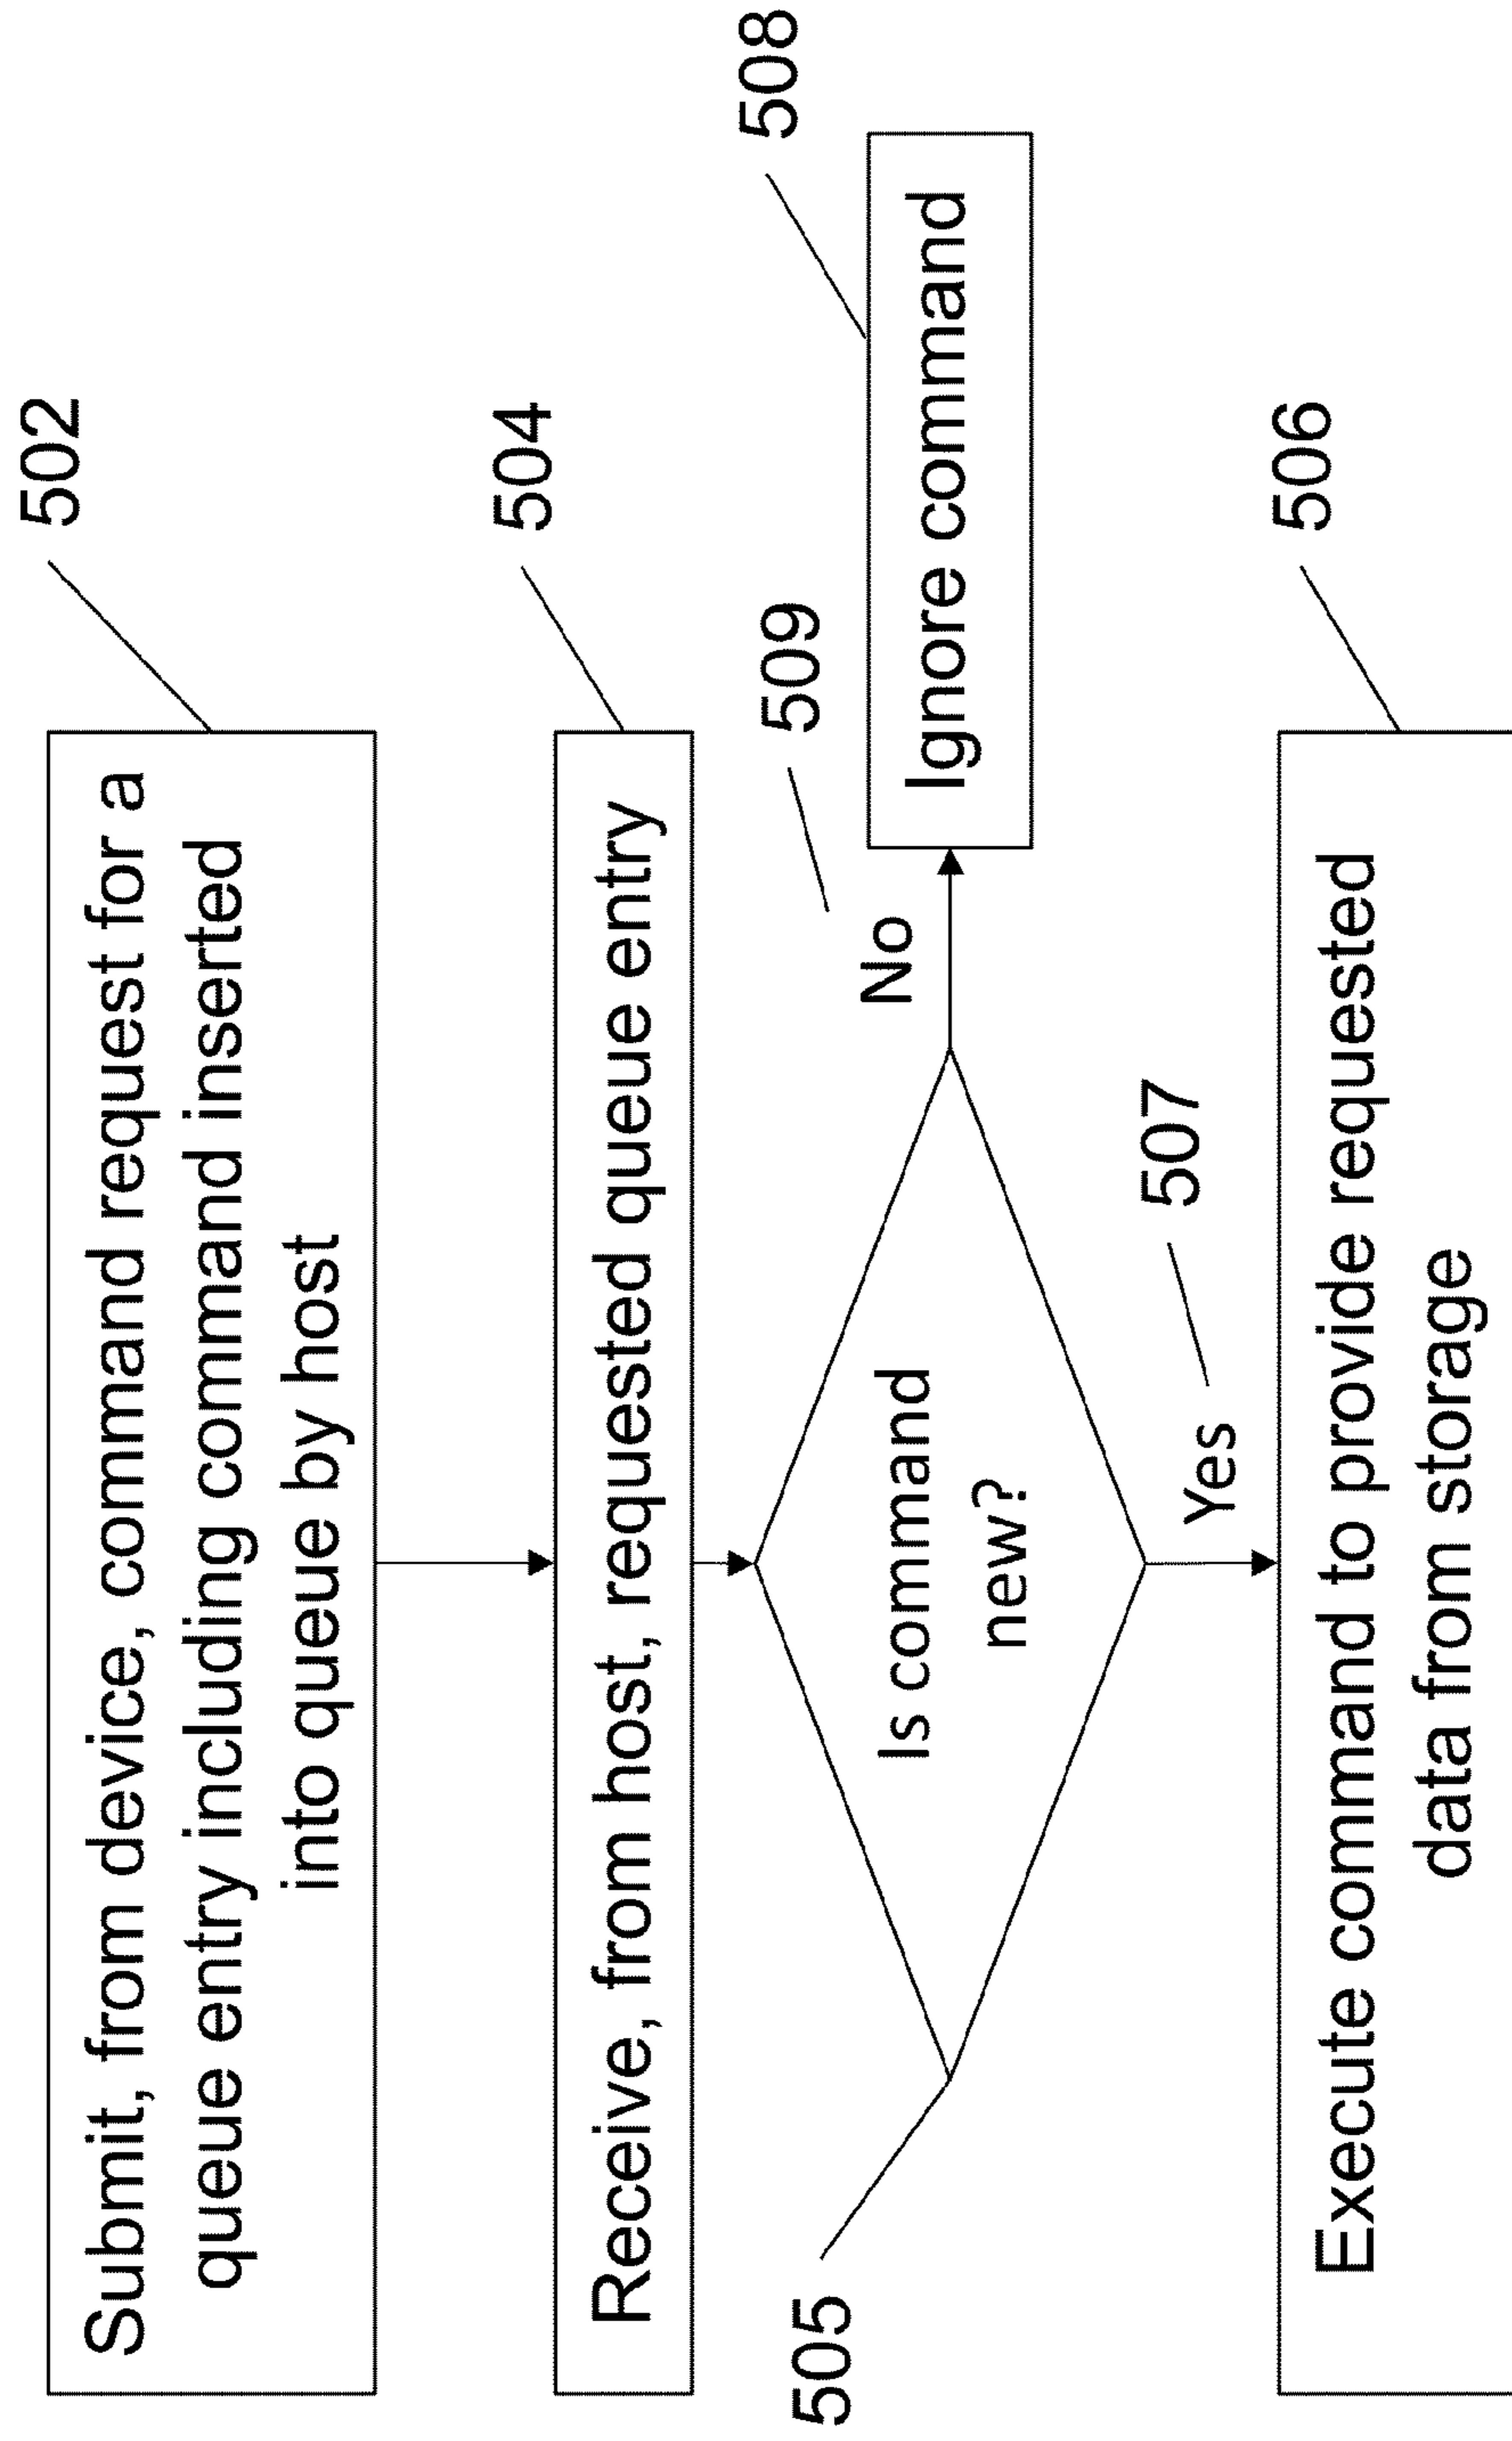 502
Submit, from device, command request for a
queue entry including command inserted
into queue by host
504
Receive, from host, requested queue entry
505
Is command
new?
No
509
508
Ignore command
Yes
507
506
Execute command to provide requested
data from storage